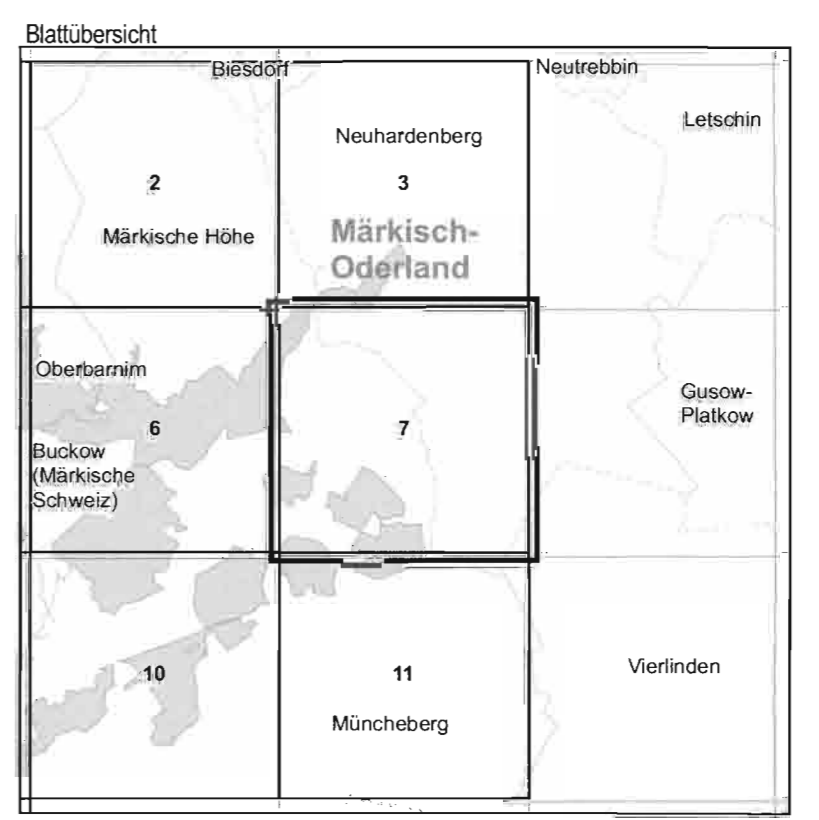 Blattübersicht
Biesdorf
Neutrebbin
Letschin
Neuhardenberg
2
3
Märkische Höhe
Märkisch-
Oderland
Oberbarnim
Gusow-
Platkow
6
7
Buckow
(Märkische
Schweiz)
10
11
Vierlinden
Müncheberg